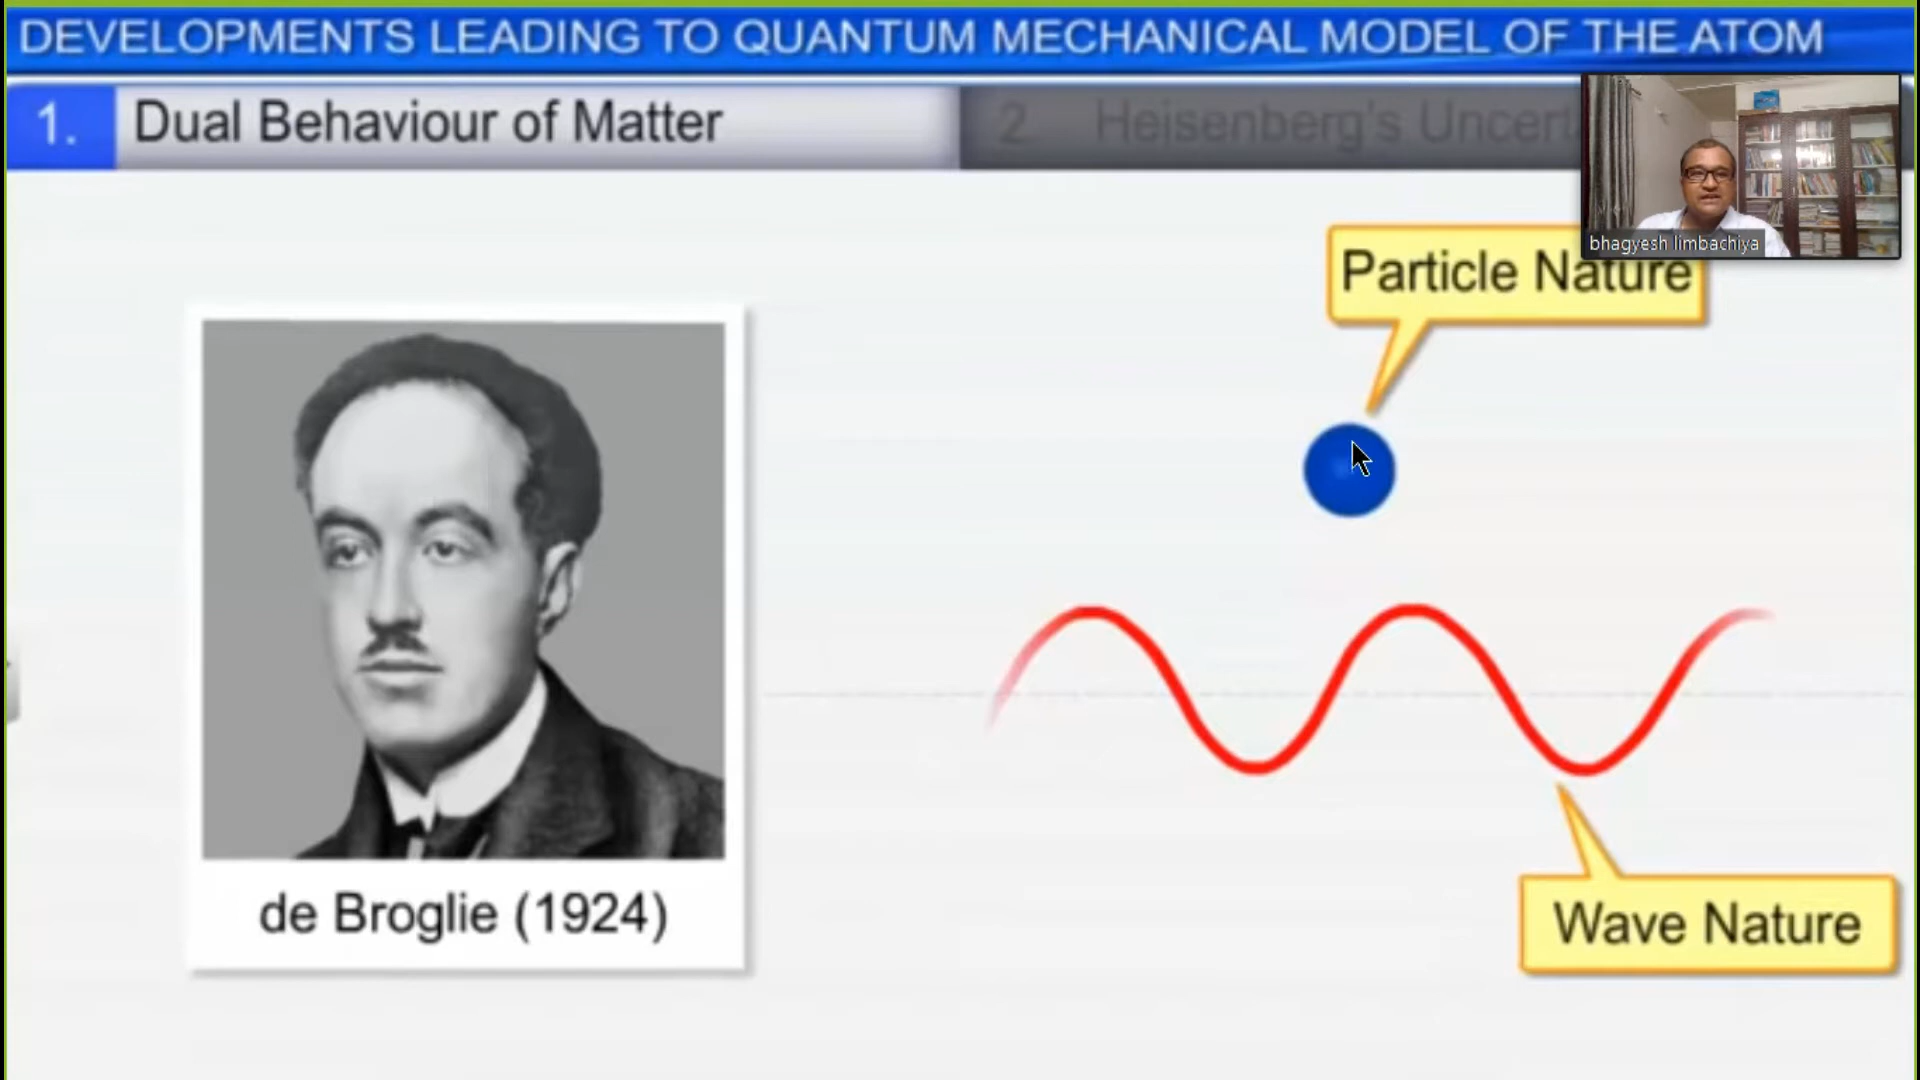 DEVELOPMENTS LEADING TO QUANTUM MECHANICAL MODEL OF THE ATOM
1. Dual Behaviour of Matter
2 Heisenberg's
bhagyesh limbachiya
Particle Nature
de Broglie (1924)
Wave Nature